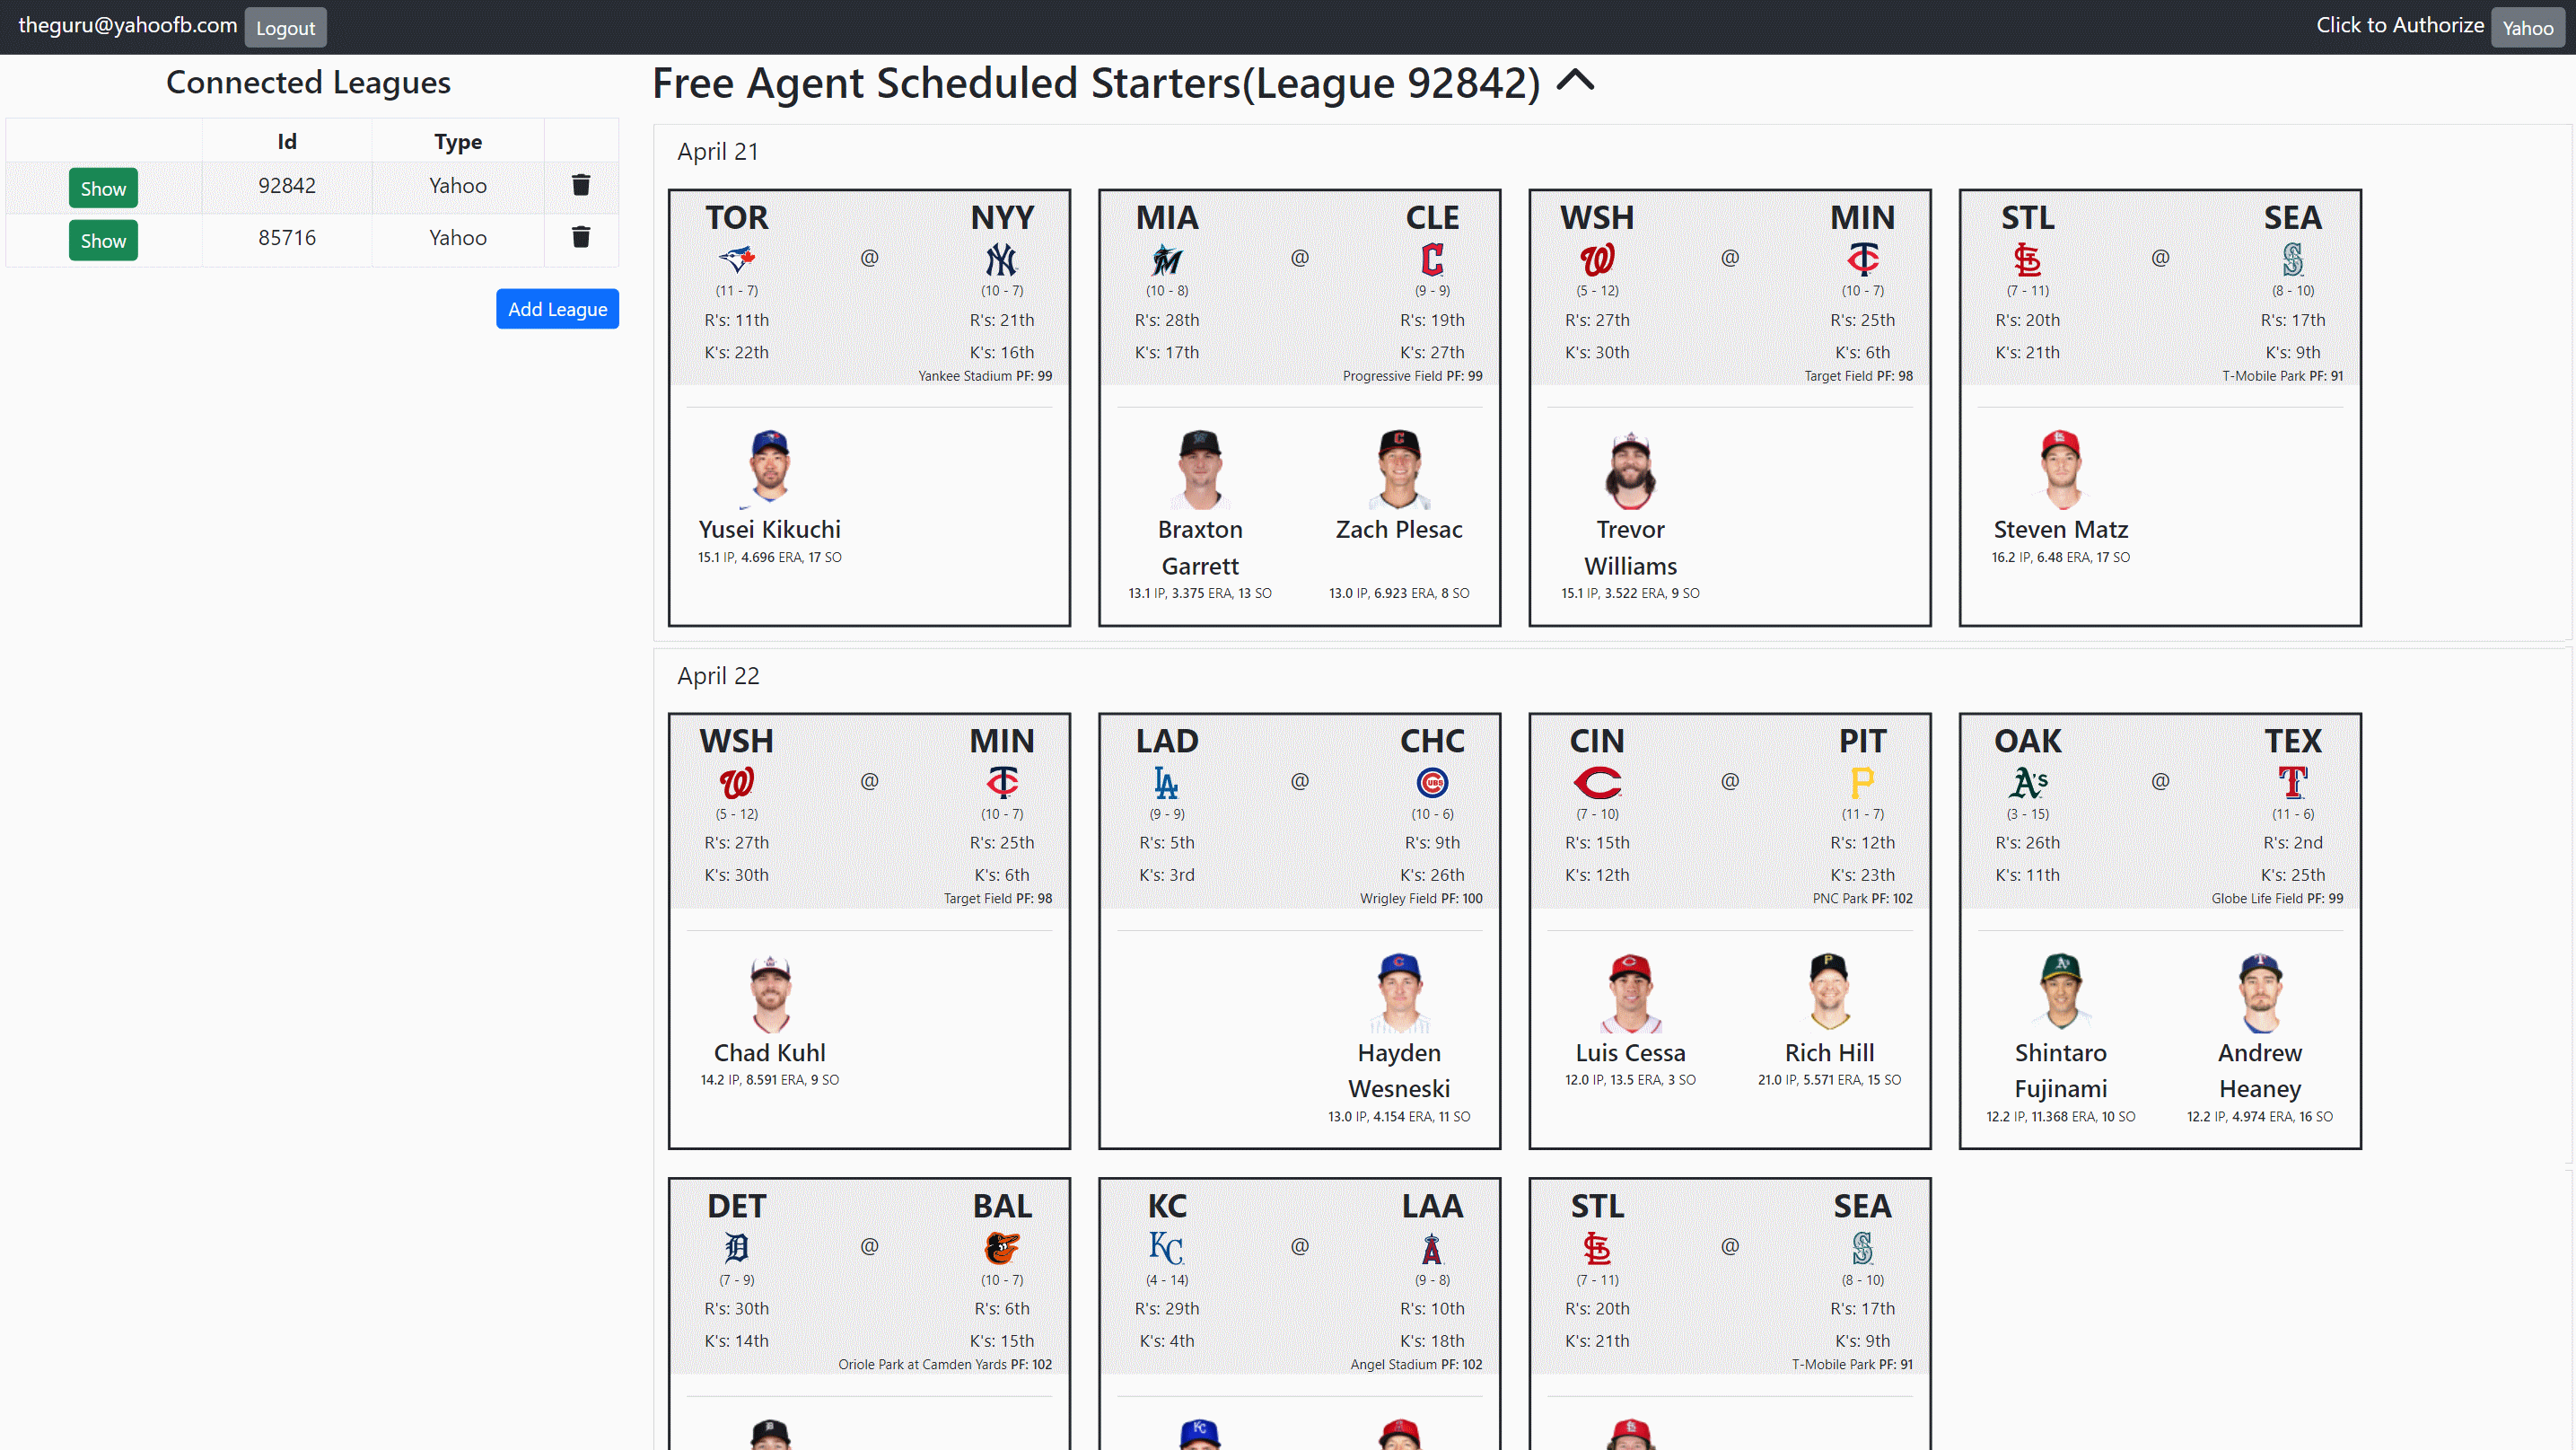 theguru@yahoofb.com Logout
Click to Authorize Yahoo
Connected Leagues
Id Type
Show 92842 Yahoo
Show 85716 Yahoo
Add League
Free Agent Scheduled Starters(League 92842)
April 21
TOR @ NYY
(11 - 7) (10 - 7)
R's: 11th R's: 21th
K's: 22th K's: 16th
Yankee Stadium PF: 99
Yusei Kikuchi
15.1 IP, 4.696 ERA, 17 SO
MIA @ CLE
(10 - 8) (9 - 9)
R's: 28th R's: 19th
K's: 17th K's: 27th
Progressive Field PF: 99
Braxton
Garrett
13.1 IP, 3.375 ERA, 13 SO
Zach Plesac
13.0 IP, 6.923 ERA, 8 SO
WSH @ MIN
(5 - 12) (10 - 7)
R's: 27th R's: 25th
K's: 30th K's: 6th
Target Field PF: 98
Trevor
Williams
15.1 IP, 3.522 ERA, 9 SO
STL @ SEA
(7 - 11) (8 - 10)
R's: 20th R's: 17th
K's: 21th K's: 9th
T-Mobile Park PF: 91
Steven Matz
16.2 IP, 6.48 ERA, 17 SO
April 22
WSH @ MIN
(5 - 12) (10 - 7)
R's: 27th R's: 25th
K's: 30th K's: 6th
Target Field PF: 98
Chad Kuhl
14.2 IP, 8.591 ERA, 9 SO
LAD @ CHC
(9 - 9) (10 - 6)
R's: 5th R's: 9th
K's: 3rd K's: 26th
Wrigley Field PF: 100
Hayden
Wesneski
13.0 IP, 4.154 ERA, 11 SO
CIN @ PIT
(7 - 10) (11 - 7)
R's: 15th R's: 12th
K's: 12th K's: 23th
PNC Park PF: 102
Luis Cessa
12.0 IP, 13.5 ERA, 3 SO
Rich Hill
21.0 IP, 5.571 ERA, 15 SO
OAK @ TEX
(3 - 15) (11 - 6)
R's: 26th R's: 2nd
K's: 11th K's: 25th
Globe Life Field PF: 99
Shintaro
Fujinami
12.2 IP, 11.368 ERA, 10 SO
Andrew
Heaney
12.2 IP, 4.974 ERA, 16 SO
DET @ BAL
(7 - 9) (10 - 7)
R's: 30th R's: 6th
K's: 14th K's: 15th
Oriole Park at Camden Yards PF: 102
KC @ LAA
(4 - 14) (9 - 8)
R's: 29th R's: 10th
K's: 4th K's: 18th
Angel Stadium PF: 102
STL @ SEA
(7 - 11) (8 - 10)
R's: 20th R's: 17th
K's: 21th K's: 9th
T-Mobile Park PF: 91